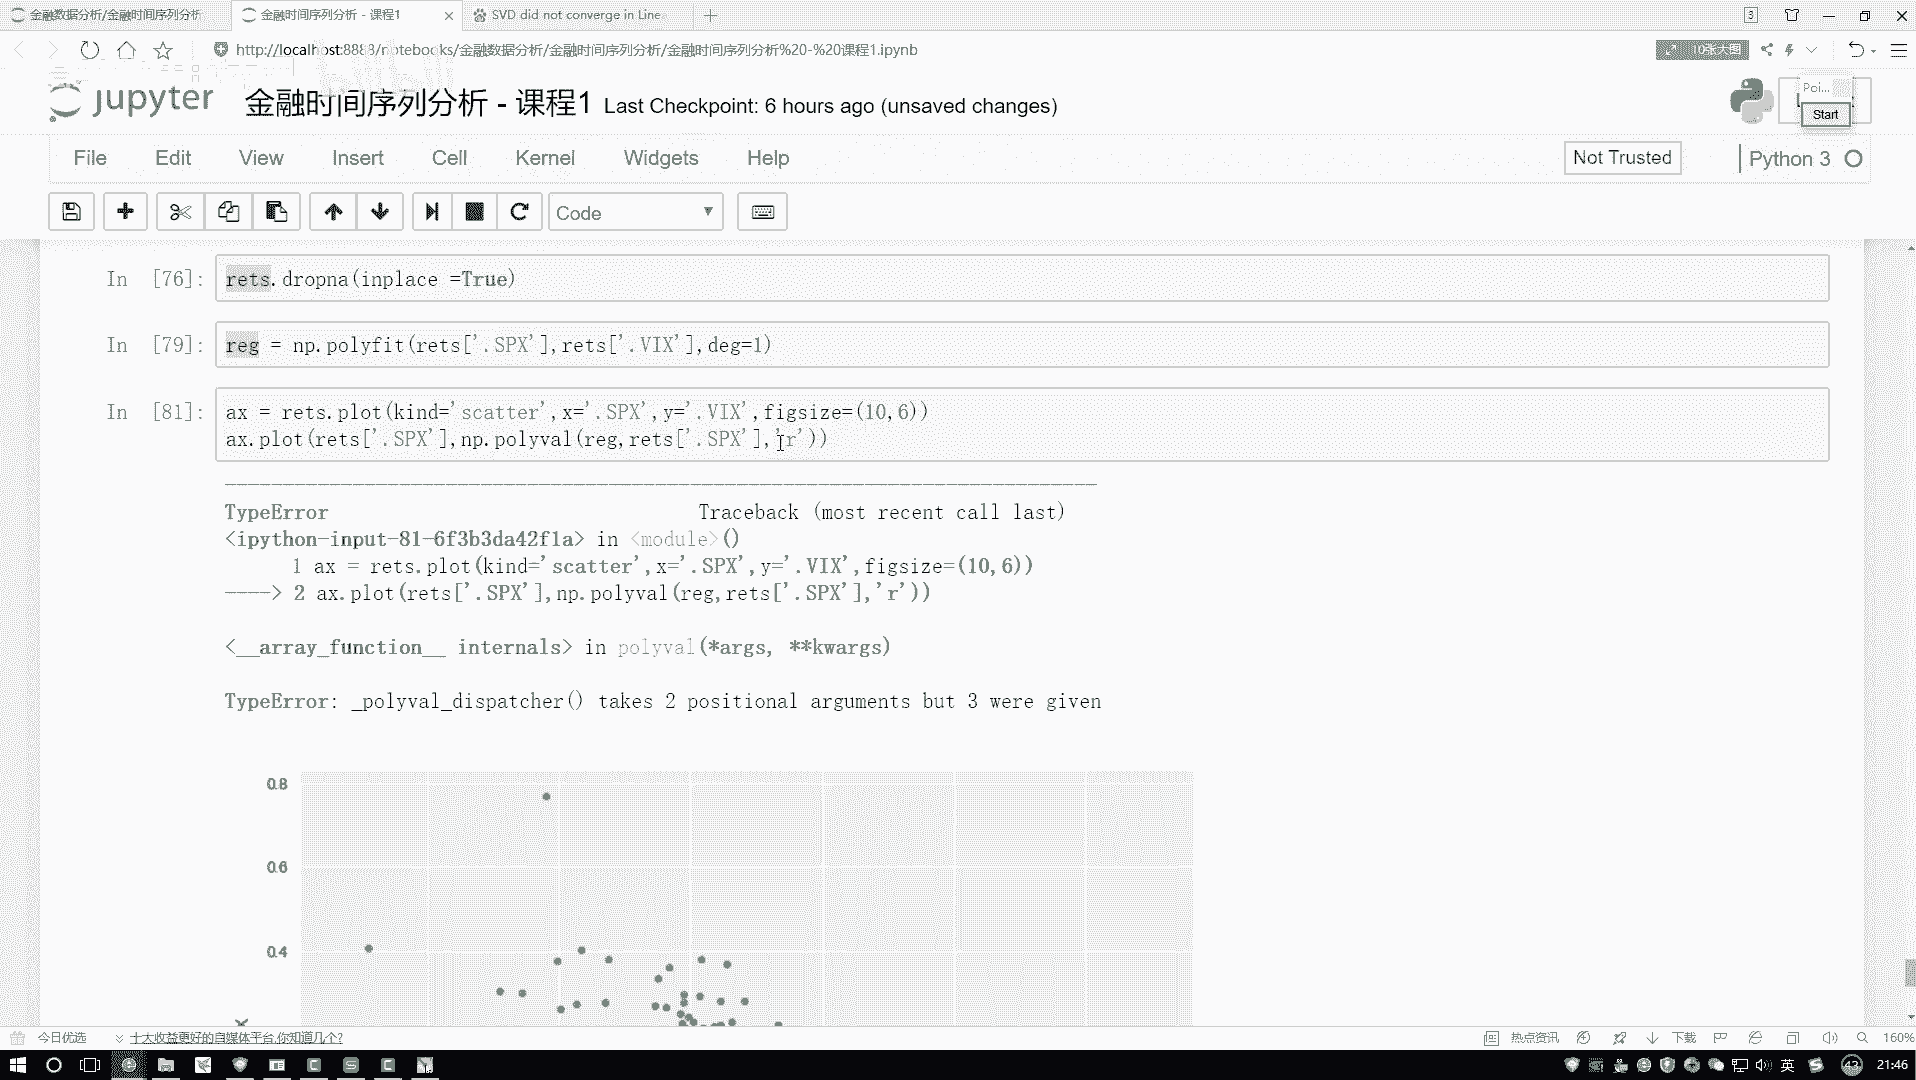 金融数据分析/金融时间序列分析
金融时间序列分析 - 课程1
SVD did not converge in Line
3
http://localhost:8888/notebooks/金融数据分析/金融时间序列分析/金融时间序列分析%20-%20课程1.ipynb
10张大图
jupyter
金融时间序列分析 - 课程1 Last Checkpoint: 6 hours ago (unsaved changes)
Poi...
Start
File Edit View Insert Cell Kernel Widgets Help
Not Trusted
Python 3
Code
In [76]: rets.dropna(inplace =True)
In [79]: reg = np.polyfit(rets['.SPX'],rets['.VIX'],deg=1)
In [81]: ax = rets.plot(kind='scatter',x='.SPX',y='.VIX',figsize=(10,6))
ax.plot(rets['.SPX'],np.polyval(reg,rets['.SPX'],'r'))
TypeError Traceback (most recent call last)
<ipython-input-81-6f3b3da42f1a> in <module>()
1 ax = rets.plot(kind='scatter',x='.SPX',y='.VIX',figsize=(10,6))
----> 2 ax.plot(rets['.SPX'],np.polyval(reg,rets['.SPX'],'r'))
<__array_function__ internals> in polyval(*args, **kwargs)
TypeError: _polyval_dispatcher() takes 2 positional arguments but 3 were given
0.8
0.6
0.4
今日优选
十大收益更好的自媒体平台,你知道几个?
热点资讯
下载
160%
英
43
21:46